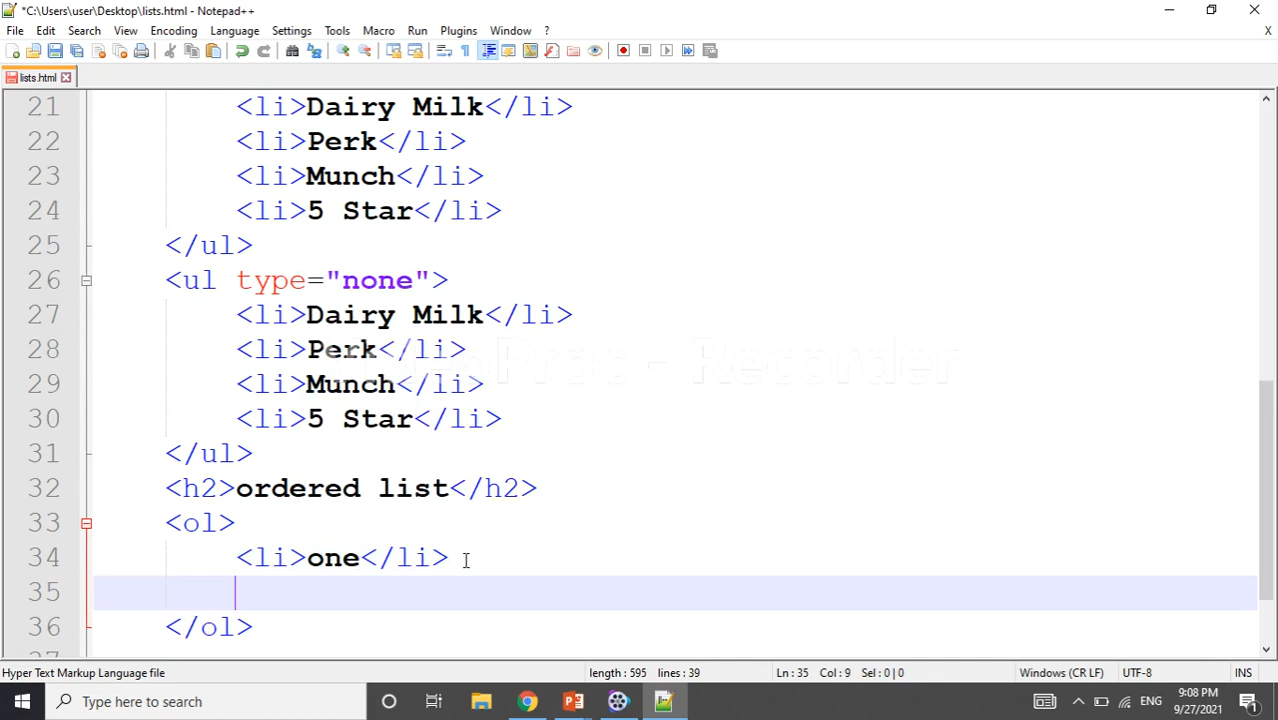 *C:\Users\user\Desktop\lists.html - Notepad++
File Edit Search View Encoding Language Settings Tools Macro Run Plugins Window ? X
lists.html
21 <li>Dairy Milk</li>
22 <li>Perk</li>
23 <li>Munch</li>
24 <li>5 Star</li>
25 </ul>
26 <ul type="none">
27 <li>Dairy Milk</li>
28 <li>Perk</li>
29 <li>Munch</li>
30 <li>5 Star</li>
31 </ul>
32 <h2>ordered list</h2>
33 <ol>
34 <li>one</li>
35
36 </ol>
VideoProc - Recorder
Hyper Text Markup Language file length : 595 lines : 39 Ln : 35 Col : 9 Sel : 0 | 0 Windows (CR LF) UTF-8 INS
Type here to search ENG 9:08 PM
9/27/2021 1